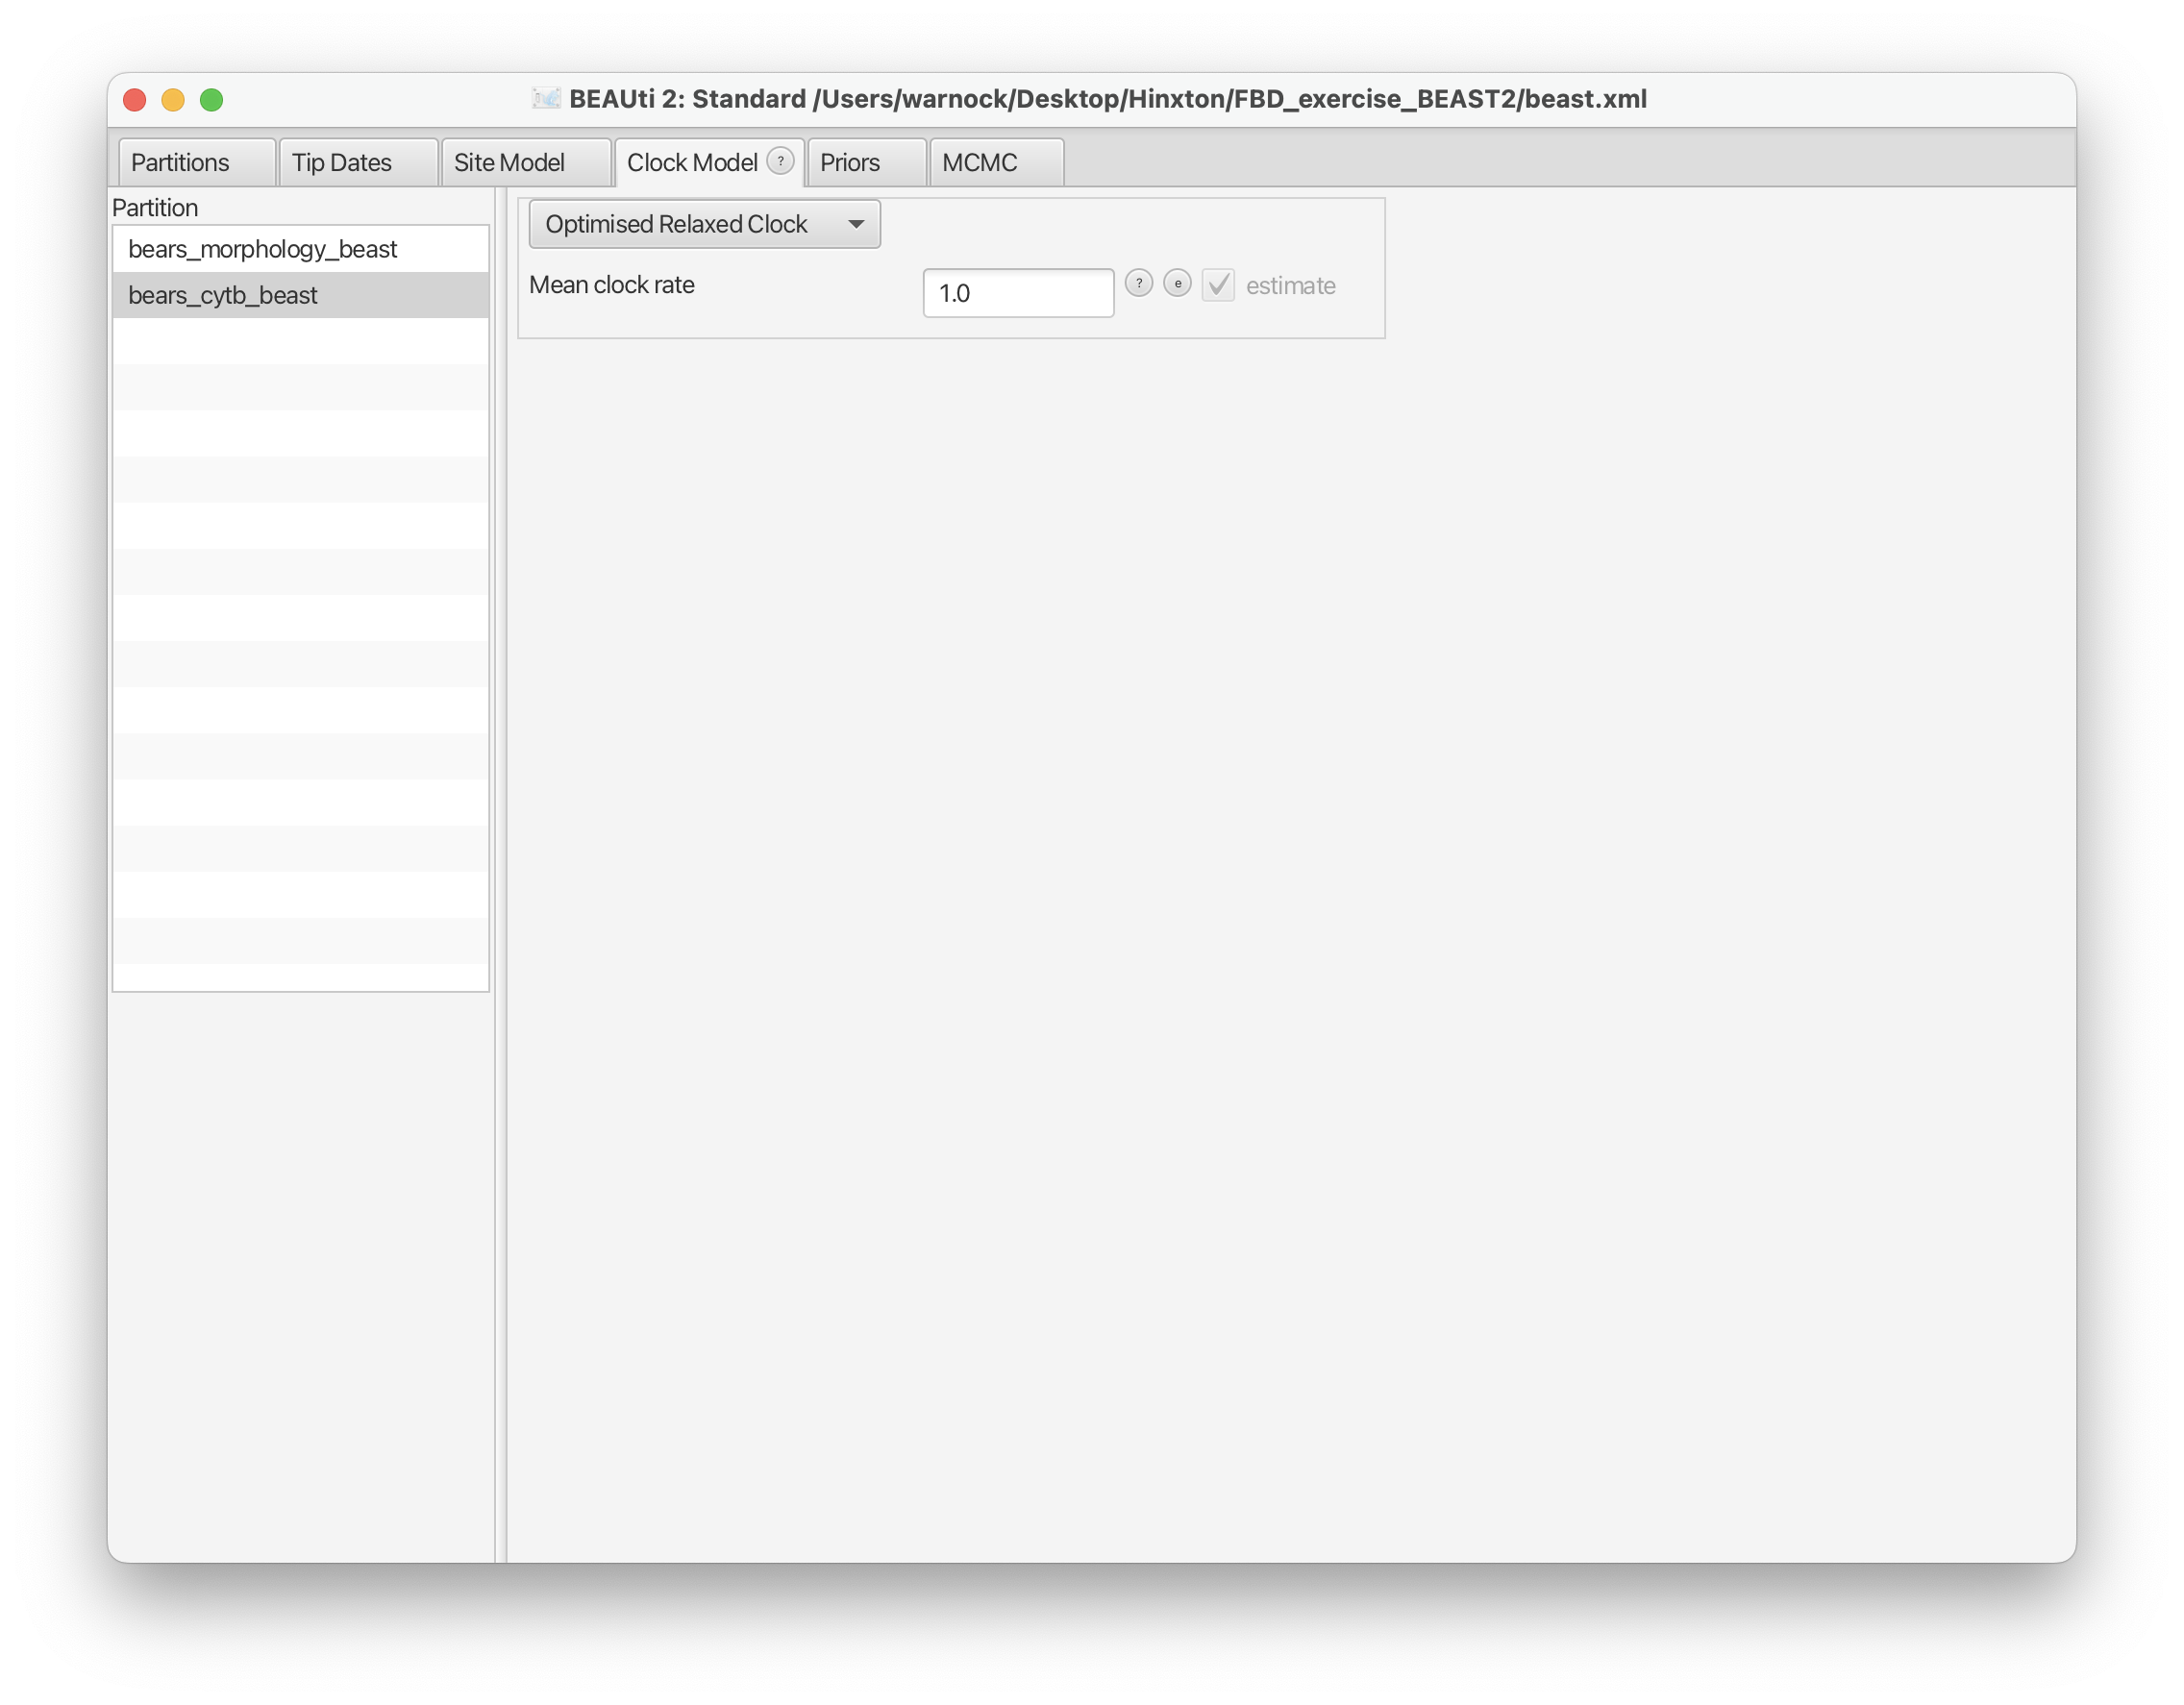 BEAUti 2: Standard /Users/warnock/Desktop/Hinxton/FBD_exercise_BEAST2/beast.xml
Partitions Tip Dates Site Model Clock Model ? Priors MCMC
Partition
bears_morphology_beast
bears_cytb_beast
Optimised Relaxed Clock
Mean clock rate 1.0 ? e estimate